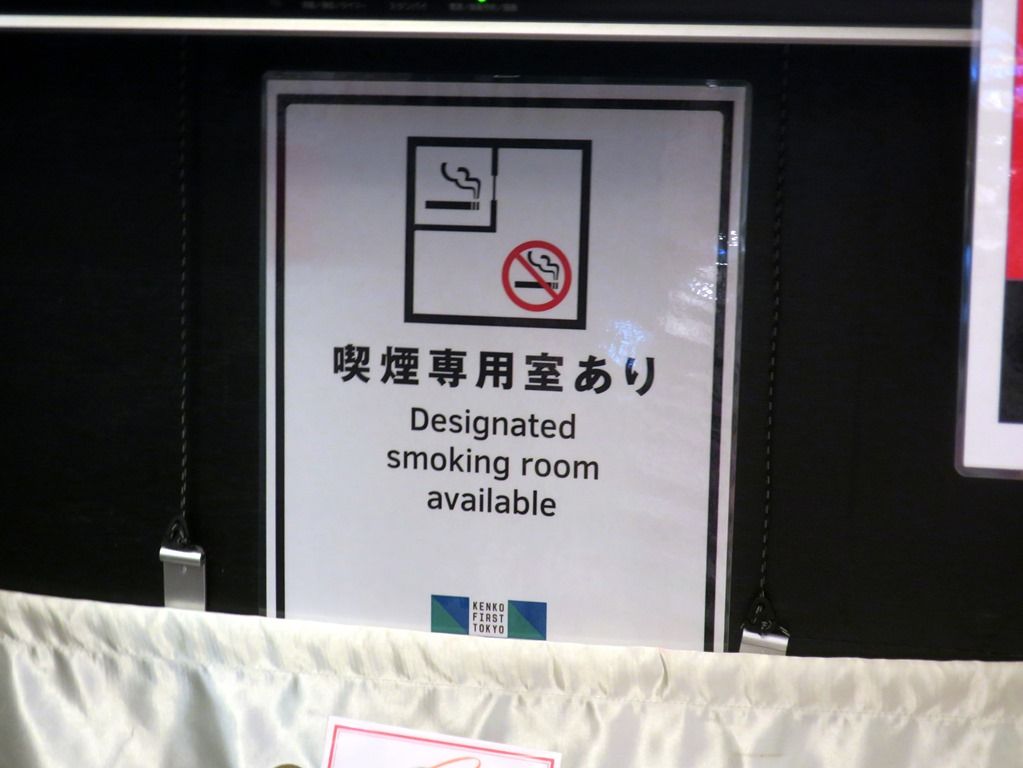 喫煙専用室あり
Designated
smoking room
available
KENKO
FIRST
TOKYO